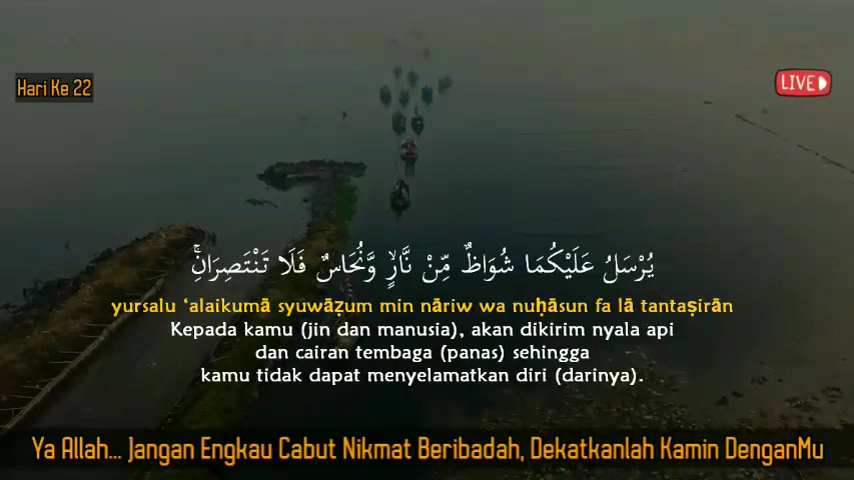 Hari Ke 22
LIVE
يُرْسَلُ عَلَيْكُمَا شُوَاظٌ مِّنْ نَّارٍۙ وَّنُحَاسٌ فَلَا تَنْتَصِرَانِۚ
yursalu ‘alaikumā syuwāẓum min nāriw wa nuḥāsun fa lā tantaṣirān
Kepada kamu (jin dan manusia), akan dikirim nyala api
dan cairan tembaga (panas) sehingga
kamu tidak dapat menyelamatkan diri (darinya).
Ya Allah... Jangan Engkau Cabut Nikmat Beribadah, Dekatkanlah Kamin DenganMu